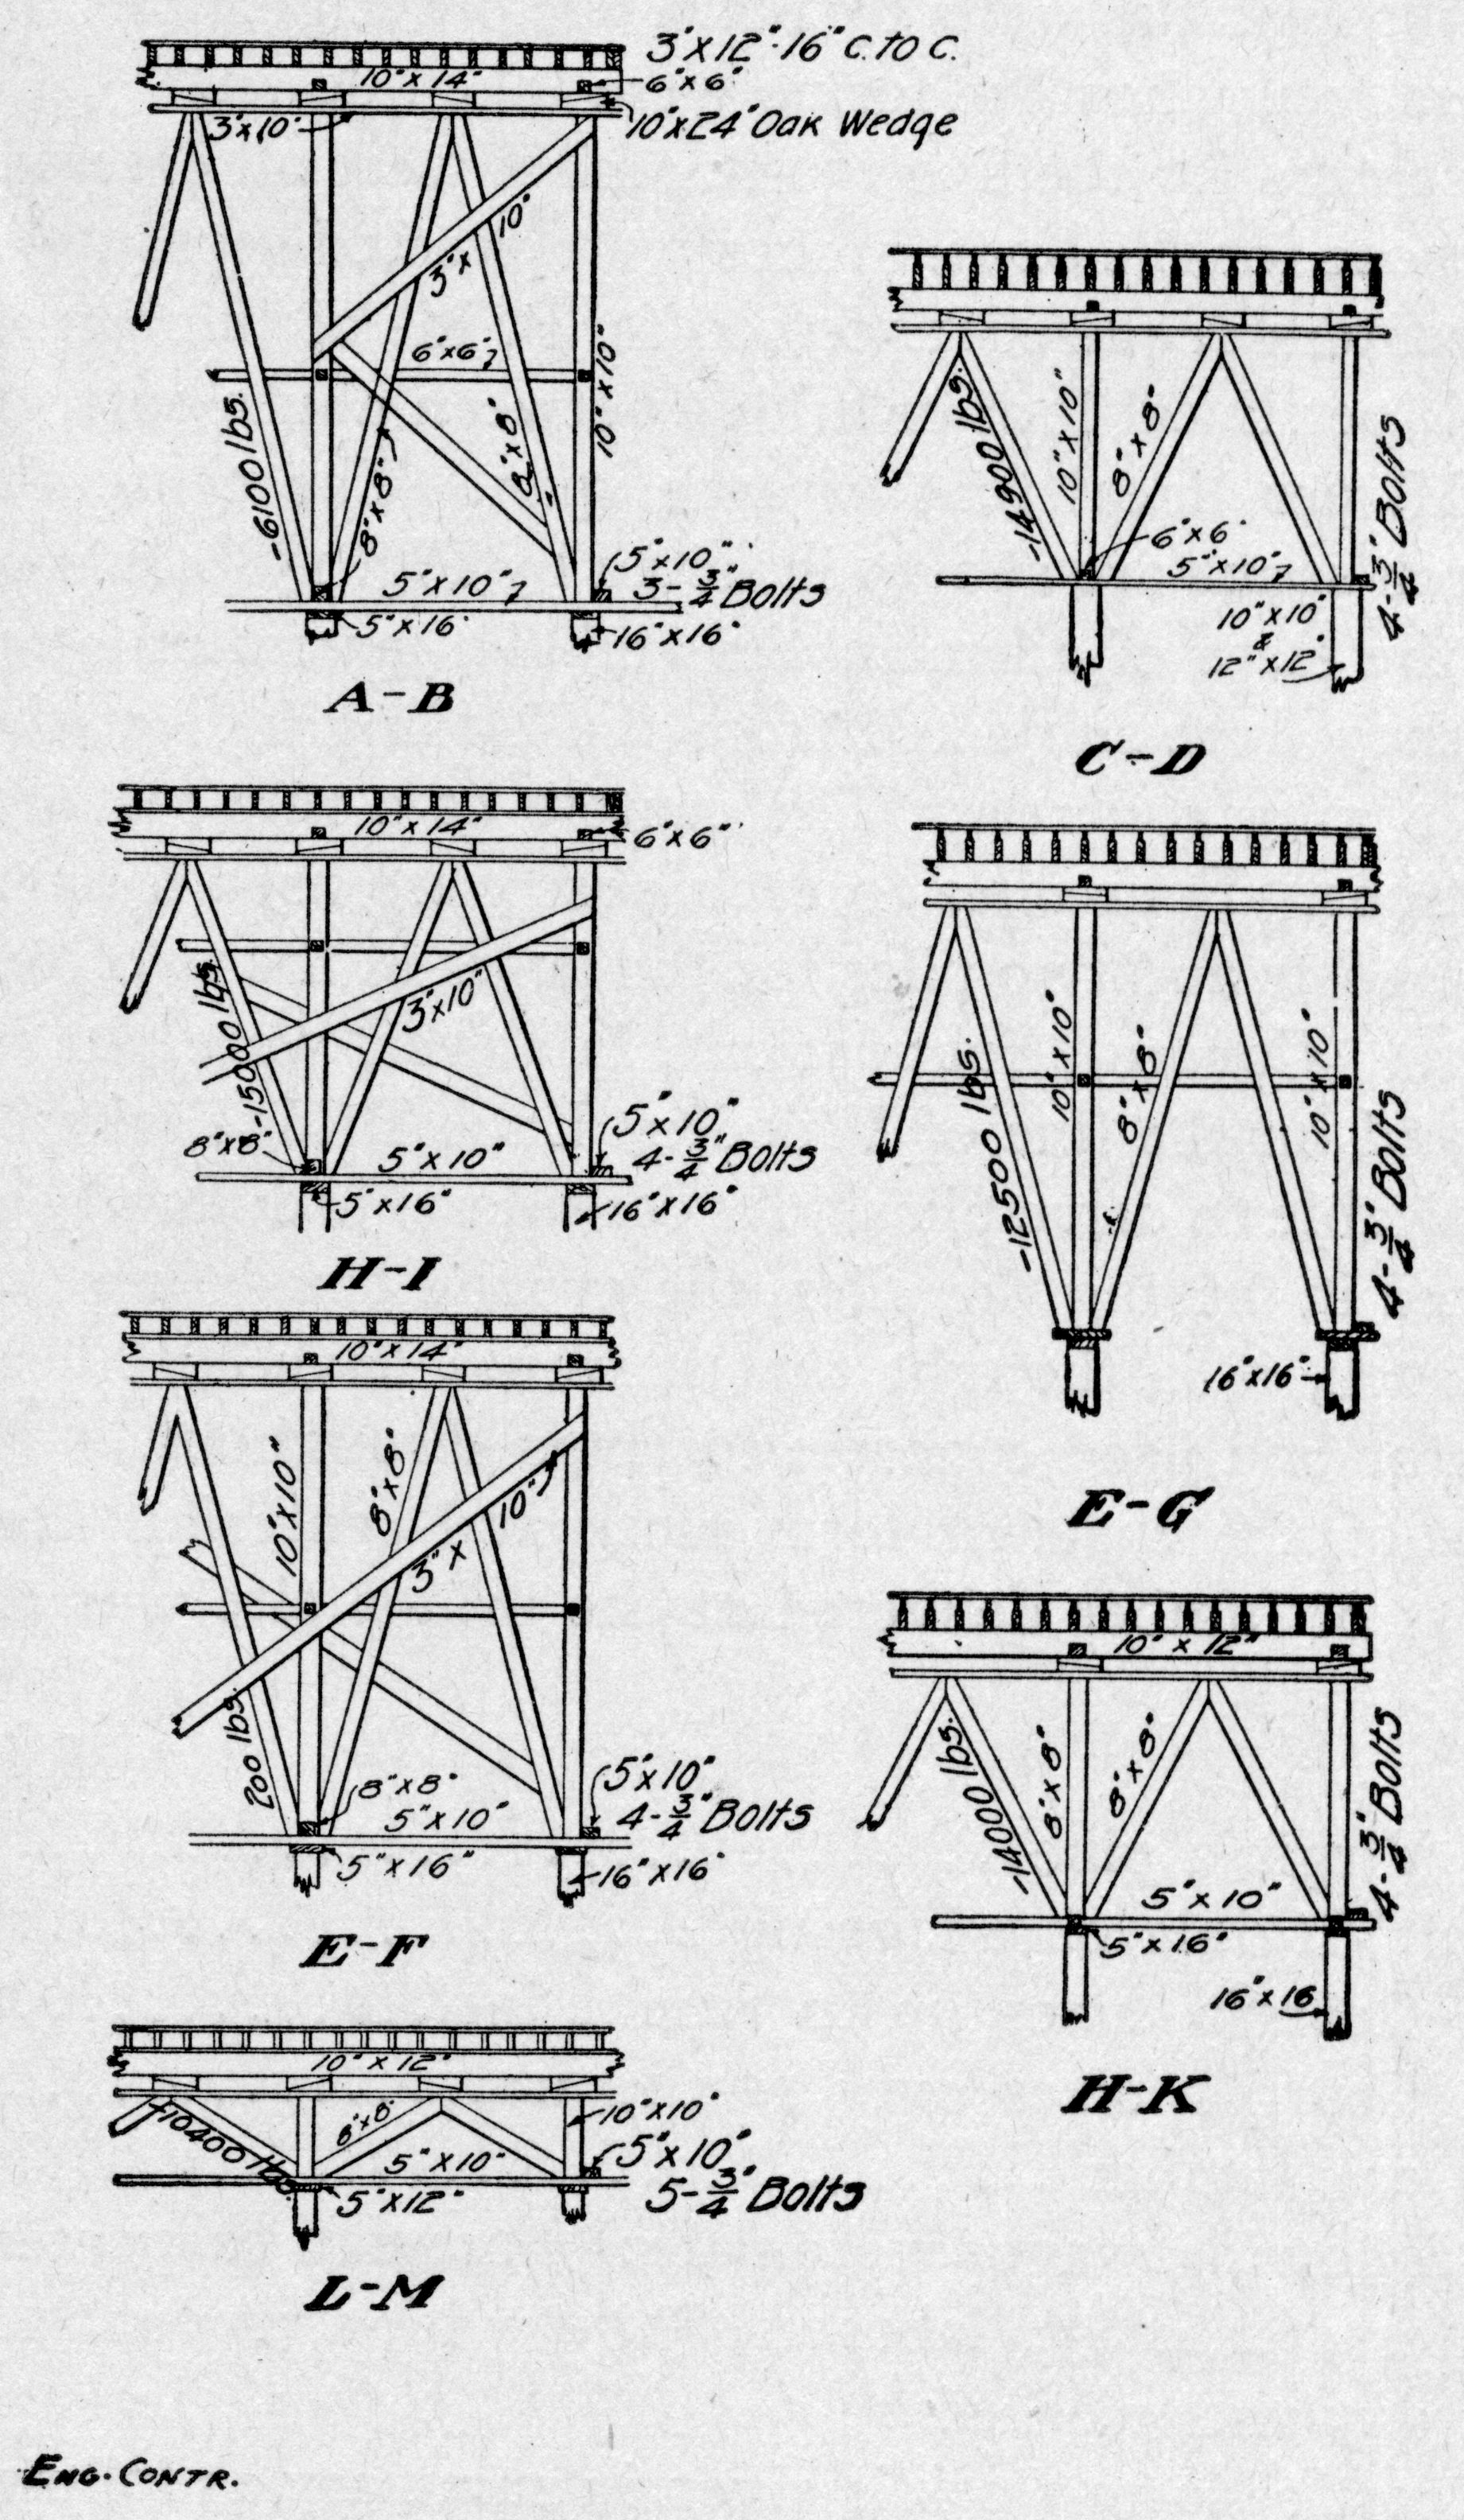 3"x12"-16" C. TO C.
10"x14"
6"x6"
3"x10"
10"x24" Oak Wedge
3"x 10"
6"x6"
10"x10"
-6100 lbs.
8"x8"
8"x8"
5"x10"
5"x10"
3-3/4" Bolts
5"x16"
16"x16"
A-B
-14900 lbs.
10"x10"
8"x8"
4-3/4" Bolts
6"x6"
5"x10"
10"x10"
&
12"x12"
C-D
10"x14"
6"x6"
3"x10"
-15000 lbs.
8"x8"
5"x10"
5"x10"
4-3/4" Bolts
5"x16"
16"x16"
H-I
-12500 lbs.
10"x10"
8"x8"
10"x10"
4-3/4" Bolts
16"x16"
E-G
10"x14"
10"x10"
8"x8"
3"x 10"
200 lbs.
8"x8"
5"x10"
5"x10"
4-3/4" Bolts
5"x16"
16"x16"
E-F
10"x12"
-14000 lbs.
8"x8"
8"x8"
4-3/4" Bolts
5"x10"
5"x16"
16"x16
H-K
10"x12"
-10400 lbs.
8"x8"
10"x10"
5"x10"
5"x10"
5-3/4" Bolts
5"x12"
L-M
ENG. CONTR.